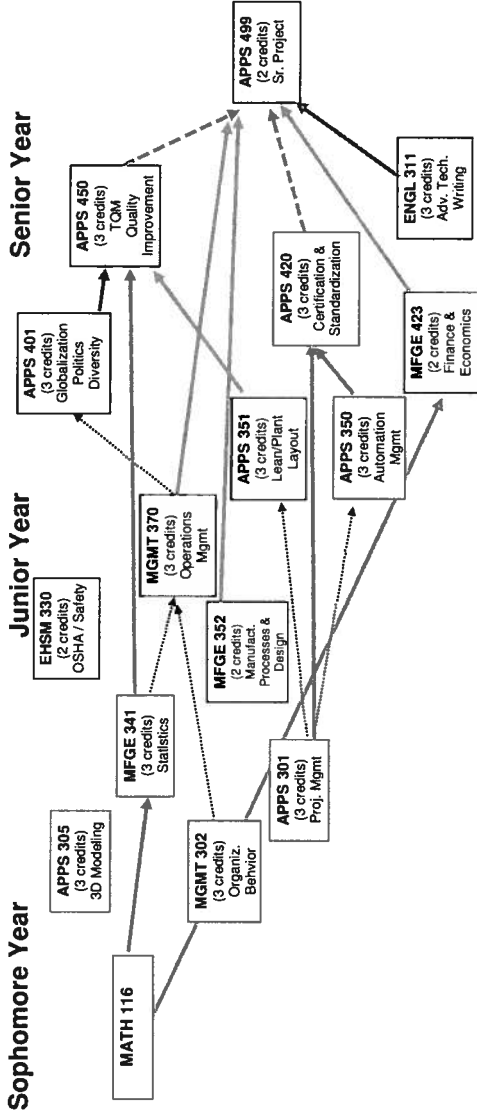 Sophomore Year
Junior Year
Senior Year
MATH 116
APPS 305
(3 credits)
3D Modeling
MGMT 302
(3 credits)
Organiz.
Behvior
MFGE 341
(3 credits)
Statistics
APPS 301
(3 credits)
Proj. Mgmt
EHSM 330
(2 credits)
OSHA / Safety
MGMT 370
(3 credits)
Operations
Mgmt
MFGE 352
(2 credits)
Manufact.
Processes &
Design
APPS 401
(3 credits)
Globalization
Politics
Diversity
APPS 351
(3 credits)
Lean/Plant
Layout
APPS 350
(3 credits)
Automation
Mgmt
APPS 450
(3 credits)
TQM
Quality
Improvement
APPS 420
(3 credits)
Certification &
Standardization
MFGE 423
(2 credits)
Finance &
Economics
APPS 499
(2 credits)
Sr. Project
ENGL 311
(3 credits)
Adv. Tech.
Writing